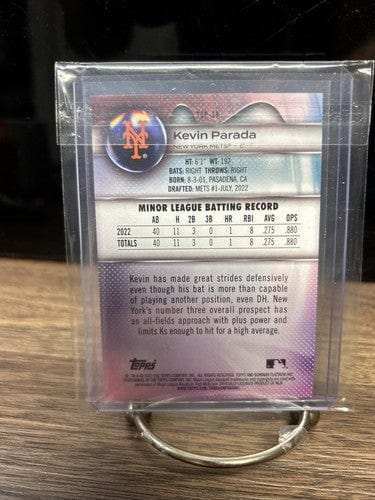 NY
Kevin Parada
NEW YORK METS® - C
HT: 6'1" WT: 197
BATS: RIGHT THROWS: RIGHT
BORN: 8-3-01, PASADENA, CA
DRAFTED: METS #1-JULY, 2022
MINOR LEAGUE BATTING RECORD
AB H 2B 3B HR RBI AVG OPS
2022 40 11 3 0 1 8 .275 .880
TOTALS 40 11 3 0 1 8 .275 .880
Kevin has made great strides defensively
even though his bat is more than capable
of playing another position, even DH. New
York's number three overall prospect has
an all-fields approach with plus power and
limits Ks enough to hit for a high average.
Topps